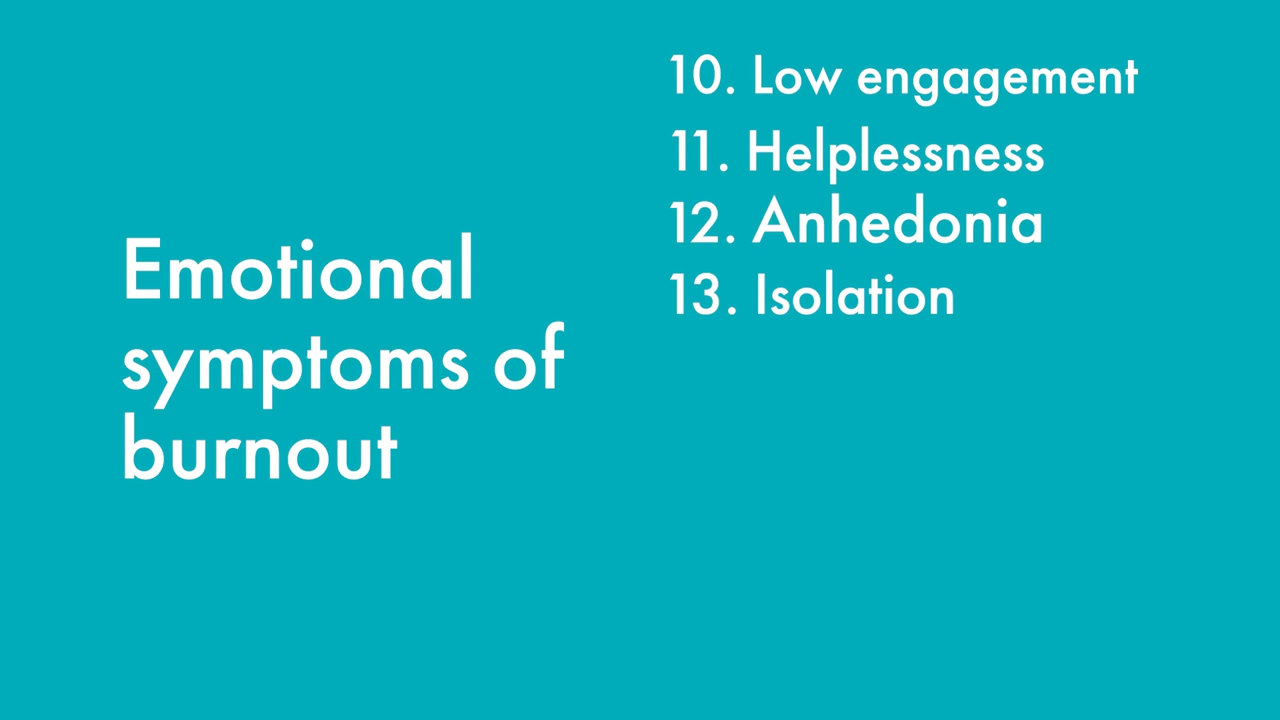 Emotional
symptoms of
burnout
10. Low engagement
11. Helplessness
12. Anhedonia
13. Isolation